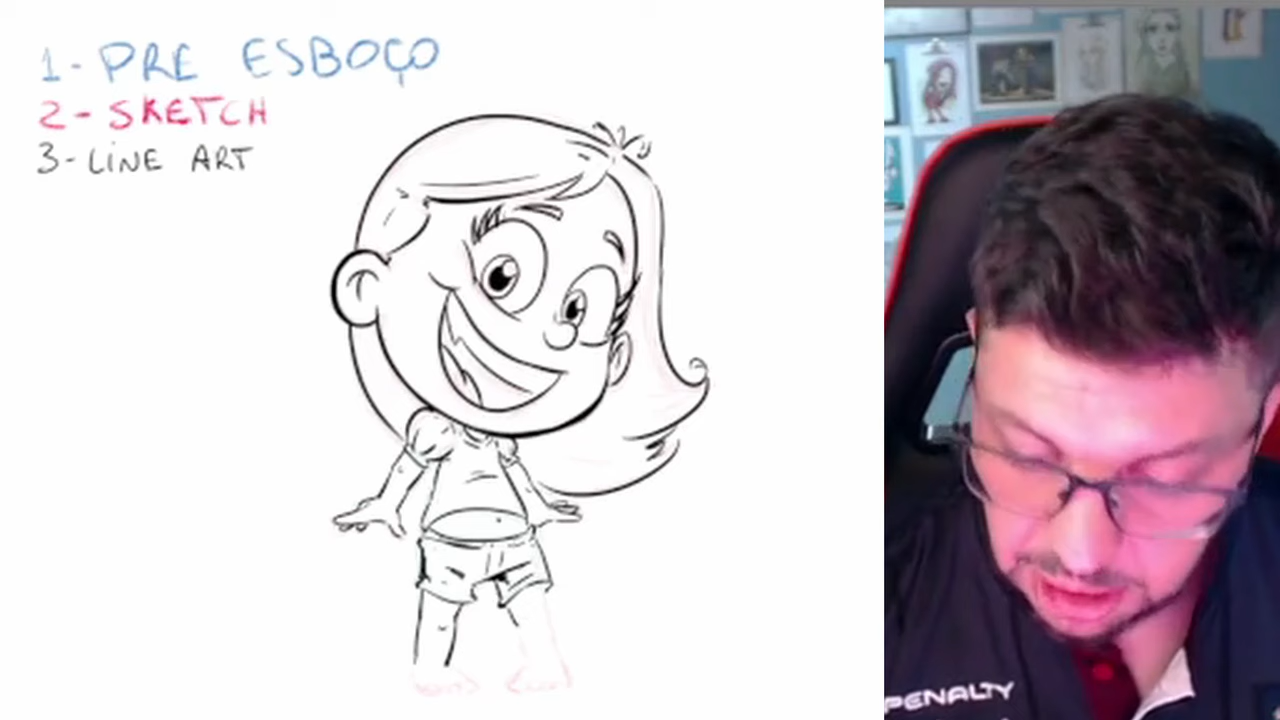 1- PRE ESBOÇO
2- SKETCH
3- LINE ART
PENALTY